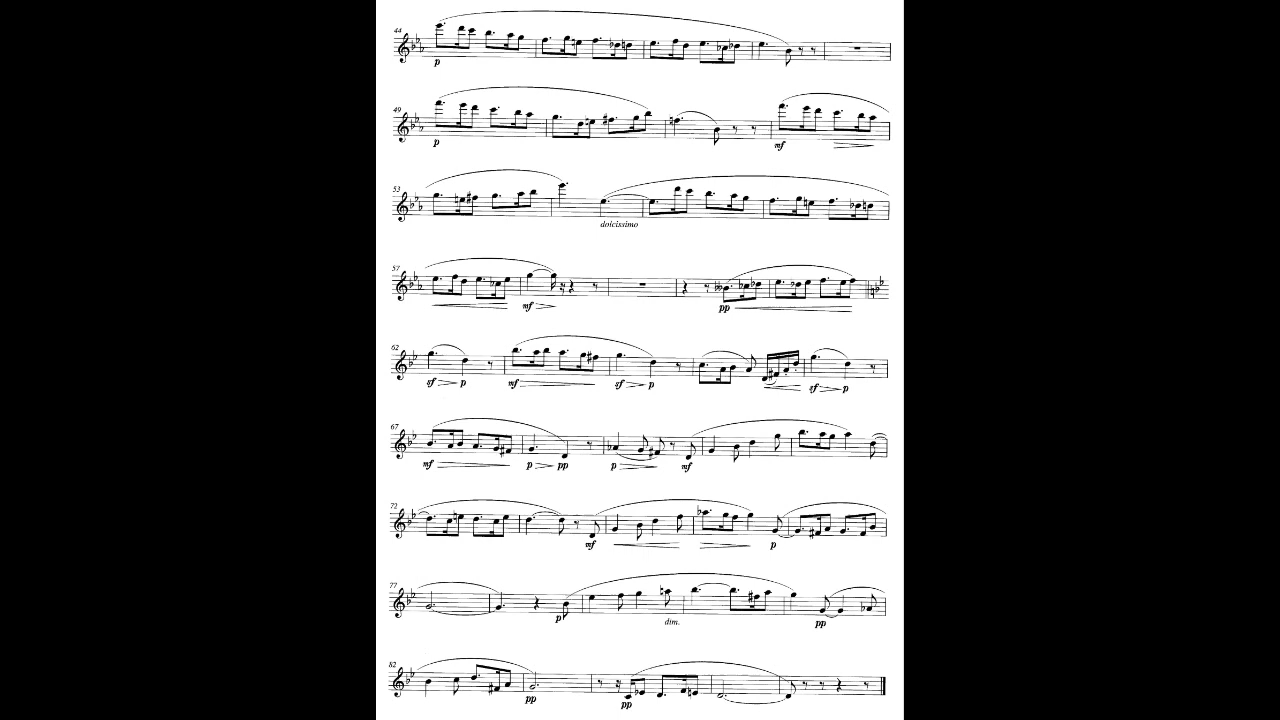 44
p
49
p mf
53
dolcissimo
57
mf pp
62
sf p mf sf p sf p
67
mf p pp p mf
72
mf p
77
p dim. pp
82
pp pp